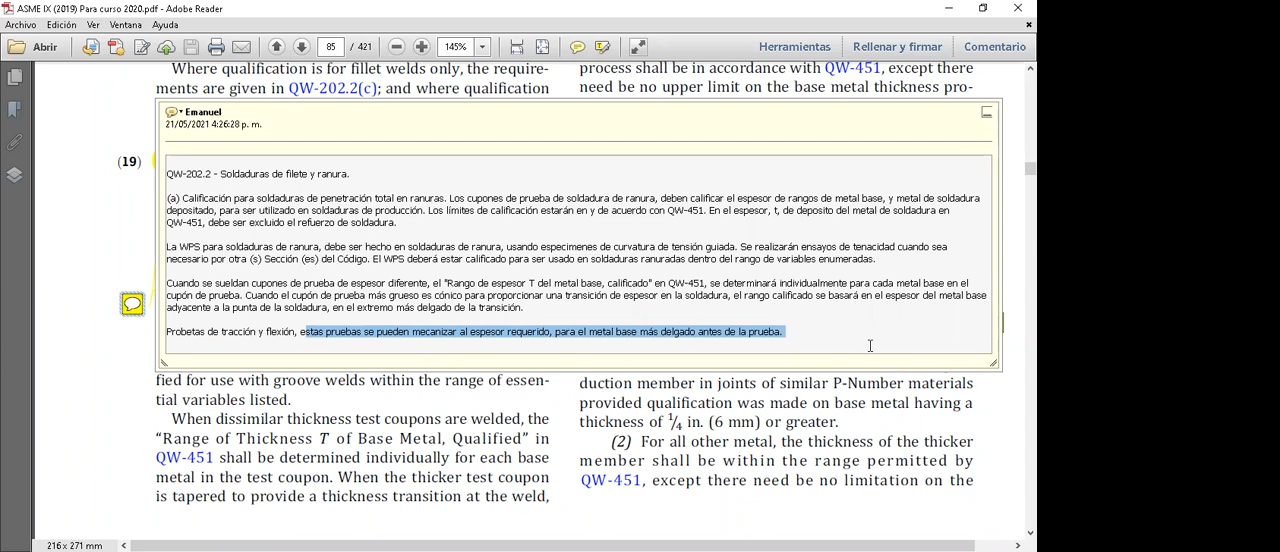 ASME IX (2019) Para curso 2020.pdf - Adobe Reader
Archivo Edición Ver Ventana Ayuda
Abrir 85 / 421 145% Herramientas Rellenar y firmar Comentario
Where qualification is for fillet welds only, the require-
ments are given in QW-202.2(c); and where qualification
process shall be in accordance with QW-451, except there
need be no upper limit on the base metal thickness pro-
Emanuel
21/05/2021 4:26:28 p. m.
(19)
QW-202.2 - Soldaduras de filete y ranura.
(a) Calificación para soldaduras de penetración total en ranuras. Los cupones de prueba de soldadura de ranura, deben calificar el espesor de rangos de metal base, y metal de soldadura
depositado, para ser utilizado en soldaduras de producción. Los límites de calificación estarán en y de acuerdo con QW-451. En el espesor, t, de deposito del metal de soldadura en
QW-451, debe ser excluido el refuerzo de soldadura.
La WPS para soldaduras de ranura, debe ser hecho en soldaduras de ranura, usando especimenes de curvatura de tensión guiada. Se realizarán ensayos de tenacidad cuando sea
necesario por otra (s) Sección (es) del Código. El WPS deberá estar calificado para ser usado en soldaduras ranuradas dentro del rango de variables enumeradas.
Cuando se sueldan cupones de prueba de espesor diferente, el "Rango de espesor T del metal base, calificado" en QW-451, se determinará individualmente para cada metal base en el
cupón de prueba. Cuando el cupón de prueba más grueso es cónico para proporcionar una transición de espesor en la soldadura, el rango calificado se basará en el espesor del metal base
adyacente a la punta de la soldadura, en el extremo más delgado de la transición.
Probetas de tracción y flexión, estas pruebas se pueden mecanizar al espesor requerido, para el metal base más delgado antes de la prueba.
fied for use with groove welds within the range of essen-
tial variables listed.
When dissimilar thickness test coupons are welded, the
“Range of Thickness T of Base Metal, Qualified” in
QW-451 shall be determined individually for each base
metal in the test coupon. When the thicker test coupon
is tapered to provide a thickness transition at the weld,
duction member in joints of similar P-Number materials
provided qualification was made on base metal having a
thickness of 1/4 in. (6 mm) or greater.
(2) For all other metal, the thickness of the thicker
member shall be within the range permitted by
QW-451, except there need be no limitation on the
216 x 271 mm